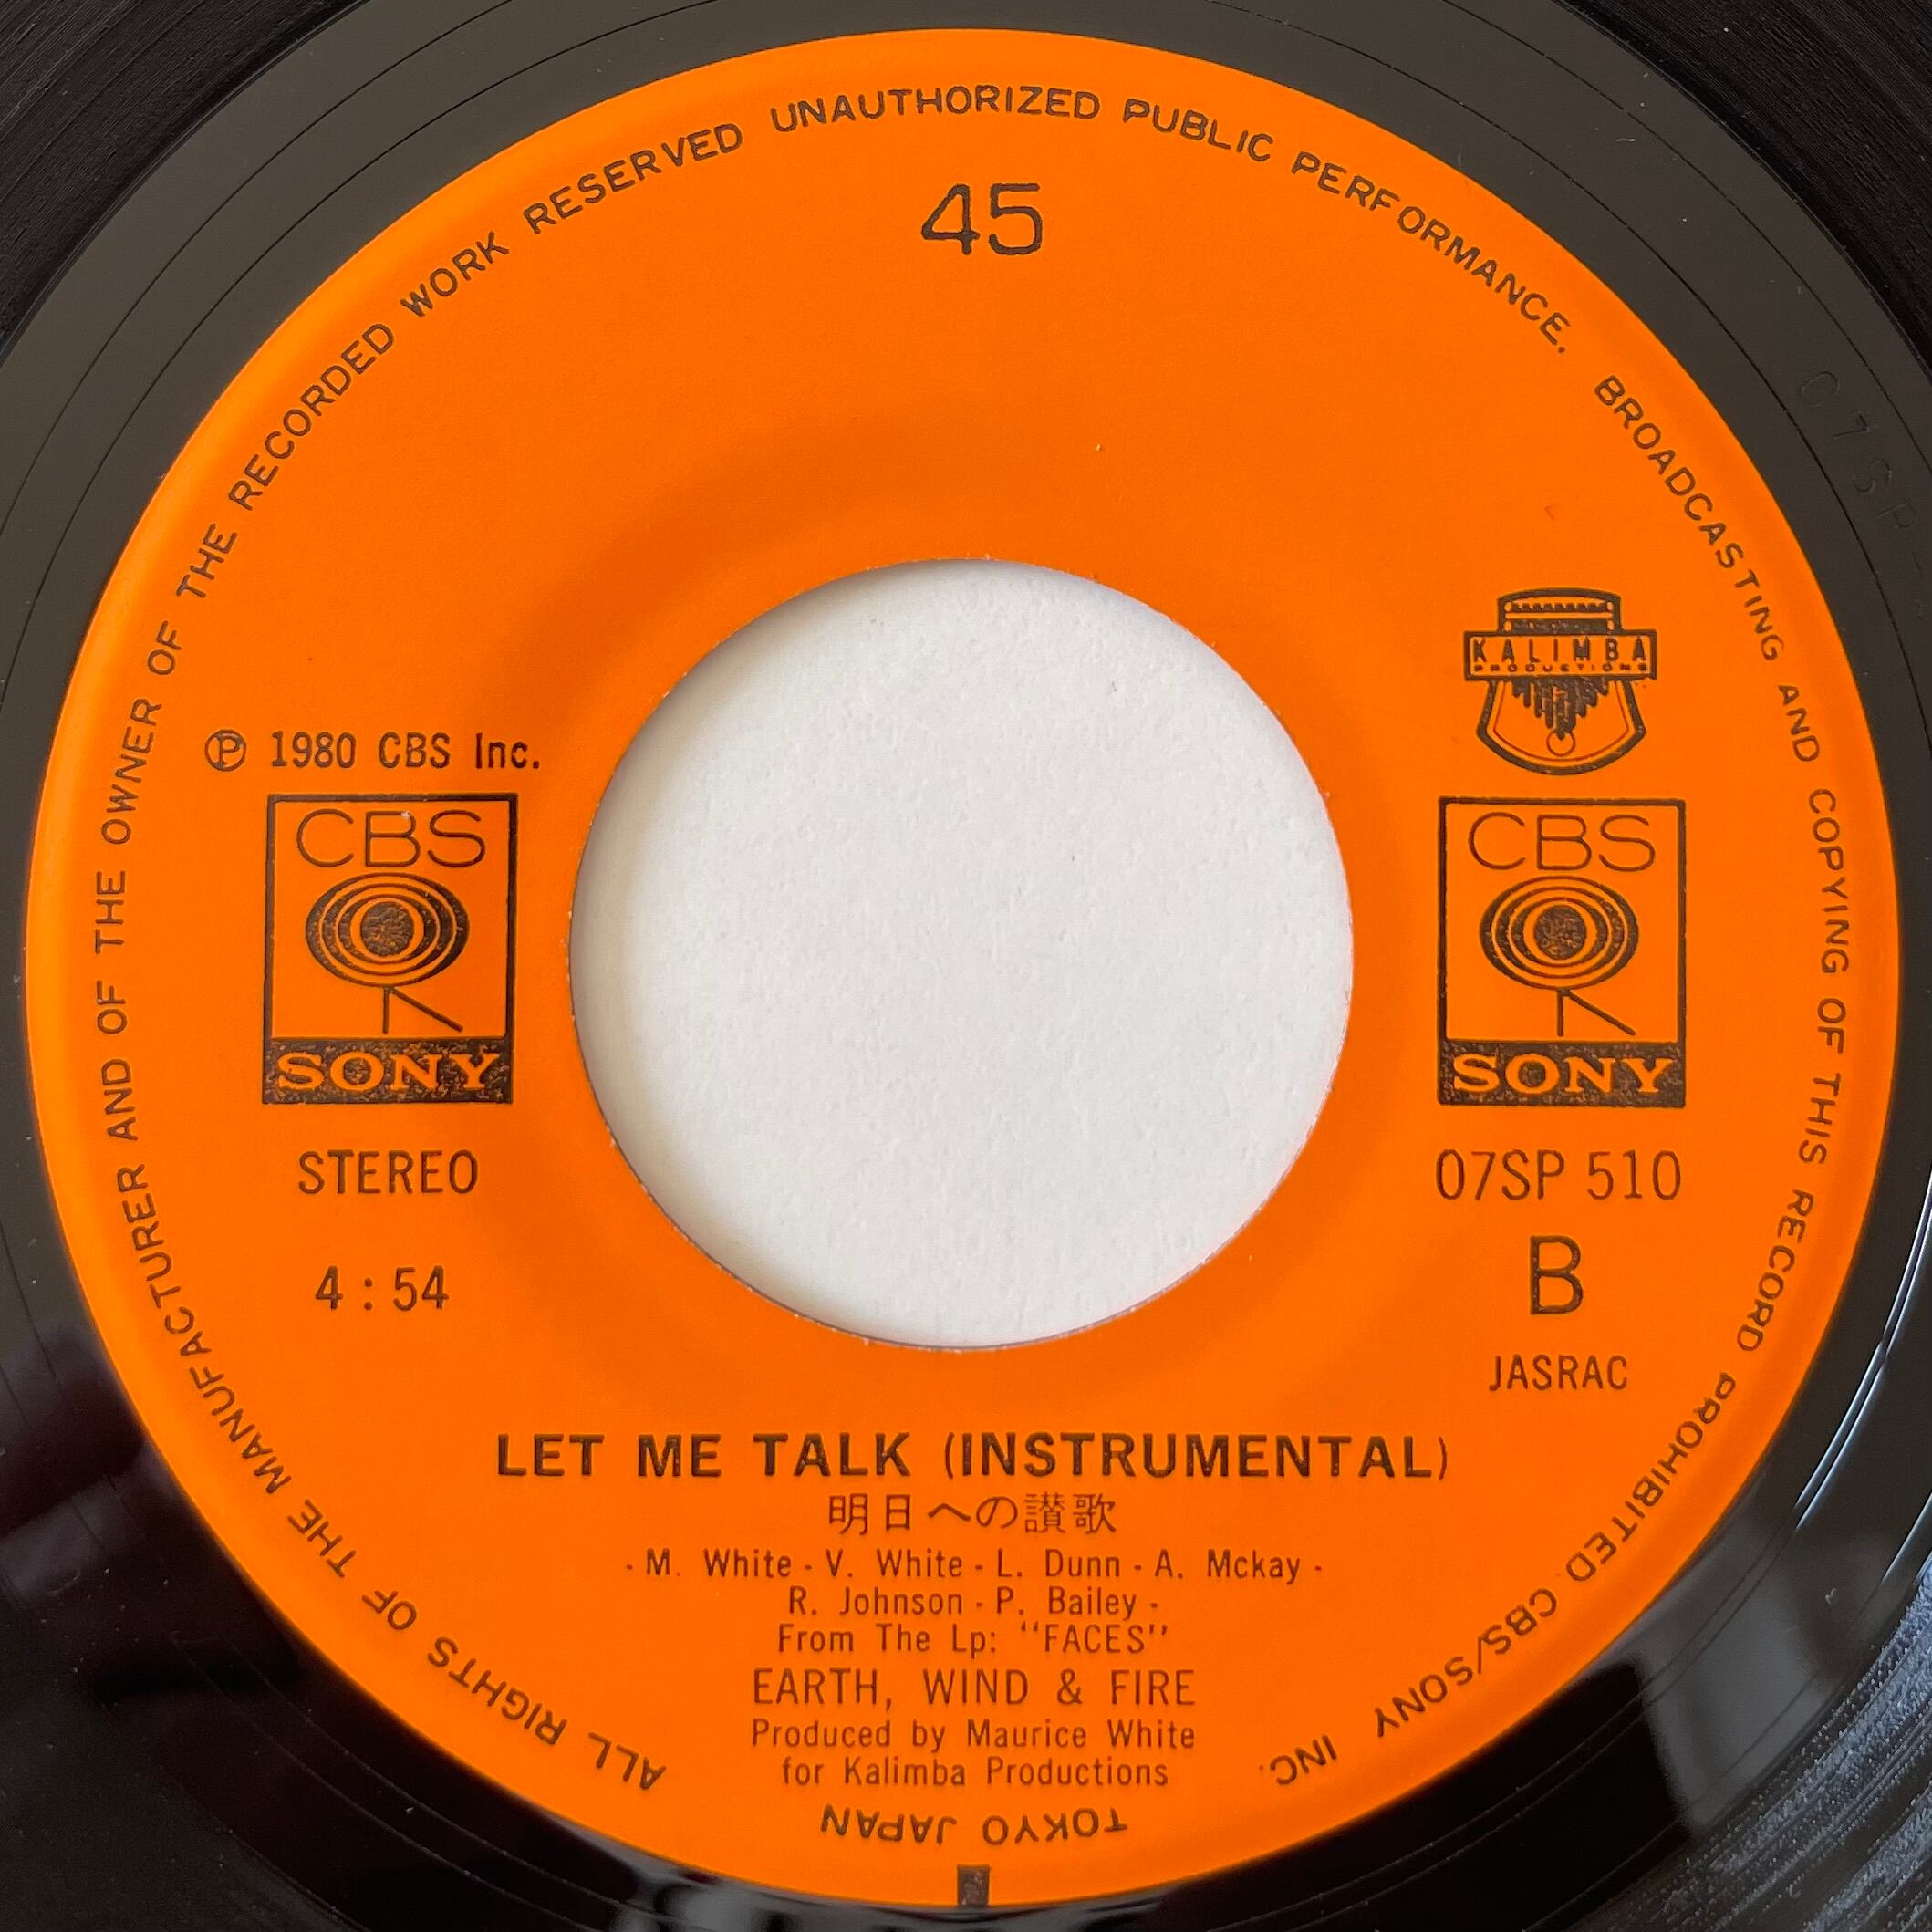 ALL RIGHTS OF THE MANUFACTURER AND OF THE OWNER OF THE RECORDED WORK RESERVED UNAUTHORIZED PUBLIC PERFORMANCE. BROADCASTING AND COPYING OF THIS RECORD PROHIBITED CBS/SONY INC.
TOKYO JAPAN
45
KALIMBA
PRODUCTIONS
℗ 1980 CBS Inc.
CBS
SONY
CBS
SONY
STEREO
07SP 510
4:54
B
JASRAC
LET ME TALK (INSTRUMENTAL)
明日への讃歌
- M. White - V. White - L. Dunn - A. Mckay -
R. Johnson - P. Bailey -
From The Lp: "FACES"
EARTH, WIND & FIRE
Produced by Maurice White
for Kalimba Productions
07SP-